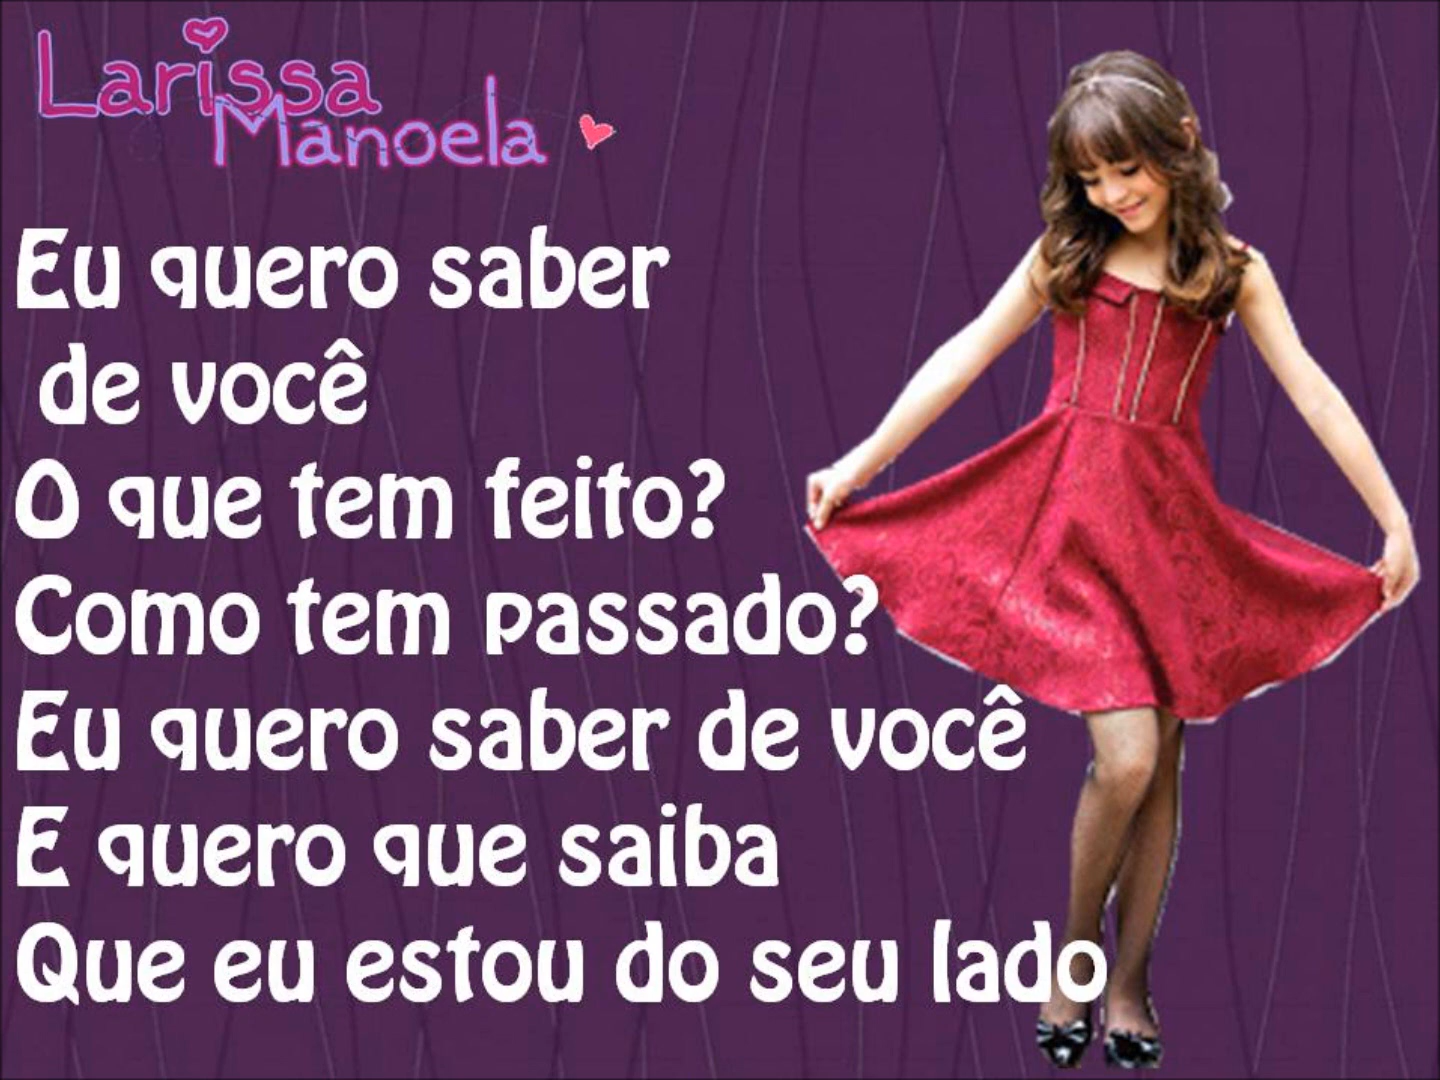 Larissa
Manoela
Eu quero saber
de você
O que tem feito?
Como tem passado?
Eu quero saber de você
E quero que saiba
Que eu estou do seu lado